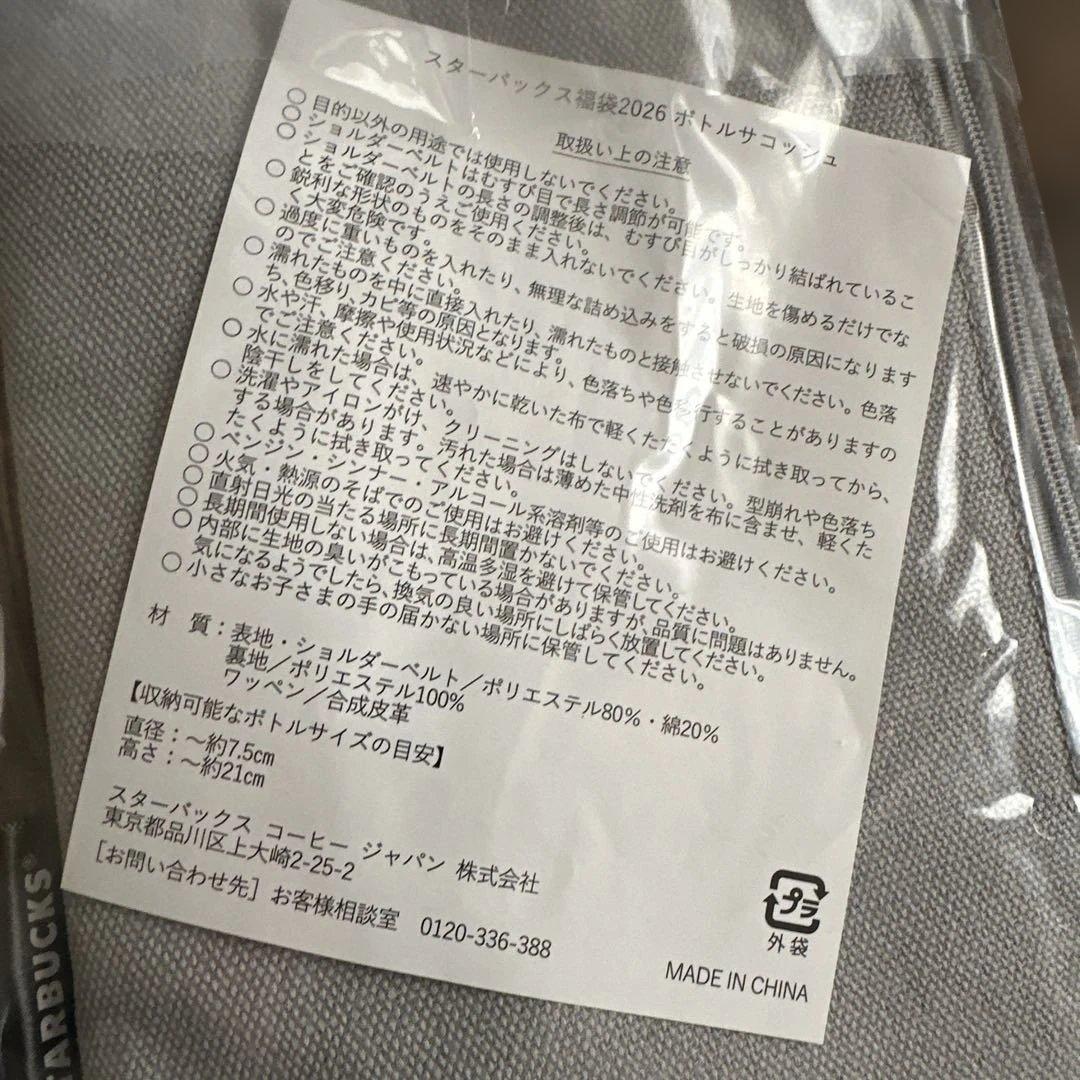 スターバックス福袋2026 ボトルサコッシュ
取扱い上の注意
○ 目的以外の用途では使用しないでください。
○ ショルダーベルトはむすび目で長さ調節が可能です。
○ ショルダーベルトの長さの調整後は、むすび目がしっかり結ばれているこ
とをご確認のうえご使用ください。
○ 鋭利な形状のものをそのまま入れないでください。生地を傷めるだけでな
く大変危険です。
○ 過度に重いものを入れたり、無理な詰め込みをすると破損の原因になります
のでご注意ください。
○ 濡れたものを中に直接入れたり、濡れたものと接触させないでください。色落
ち、色移り、カビ等の原因となります。
○ 水や汗、摩擦や使用状況などにより、色落ちや色移行することがありますの
でご注意ください。
○ 水に濡れた場合は、速やかに乾いた布で軽くたたくように拭き取ってから、
陰干しをしてください。
○ 洗濯やアイロンがけ、クリーニングはしないでください。型崩れや色落ち
する場合があります。汚れた場合は薄めた中性洗剤を布に含ませ、軽くた
たくように拭き取ってください。
○ ベンジン・シンナー・アルコール系溶剤等のご使用はお避けください。
○ 火気・熱源のそばでのご使用はお避けください。
○ 直射日光の当たる場所に長期間置かないでください。
○ 長期間使用しない場合は、高温多湿を避けて保管してください。
○ 内部に生地の臭いがこもっている場合がありますが、品質に問題はありません。
気になるようでしたら、換気の良い場所にしばらく放置してください。
○ 小さなお子さまの手の届かない場所に保管してください。
材 質：表地・ショルダーベルト／ポリエステル80%・綿20%
裏地／ポリエステル100%
ワッペン／合成皮革
【収納可能なボトルサイズの目安】
直径：～約7.5cm
高さ：～約21cm
スターバックス コーヒー ジャパン 株式会社
東京都品川区上大崎2-25-2
［お問い合わせ先］お客様相談室 0120-336-388
プラ
外袋
MADE IN CHINA
STARBUCKS®